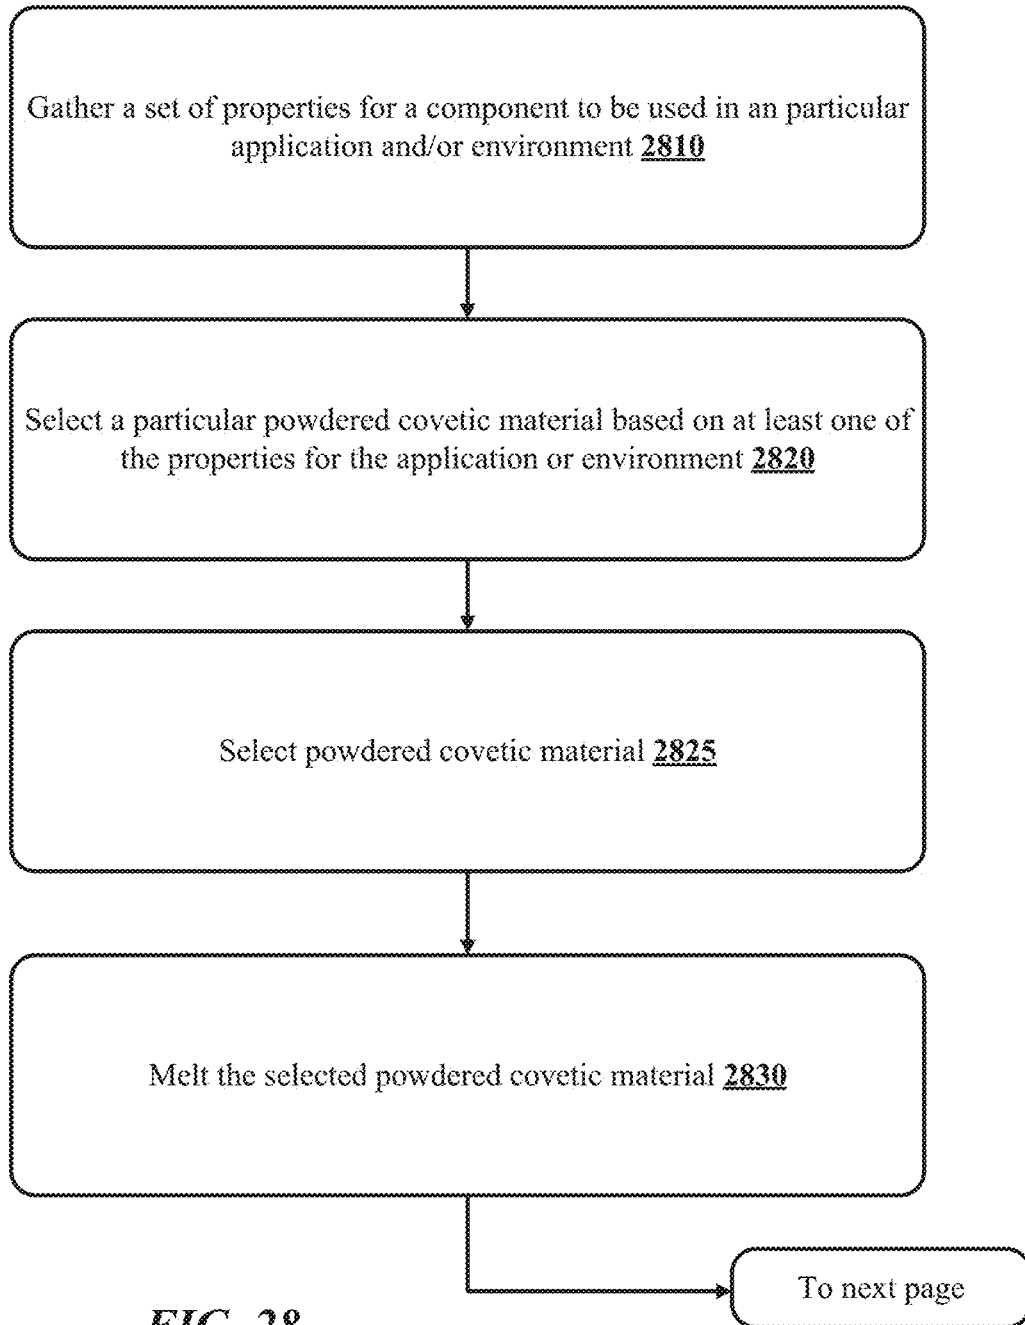 Gather a set of properties for a component to be used in an particular
application and/or environment 2810
Select a particular powdered covetic material based on at least one of
the properties for the application or environment 2820
Select powdered covetic material 2825
Melt the selected powdered covetic material 2830
To next page
FIG. 28